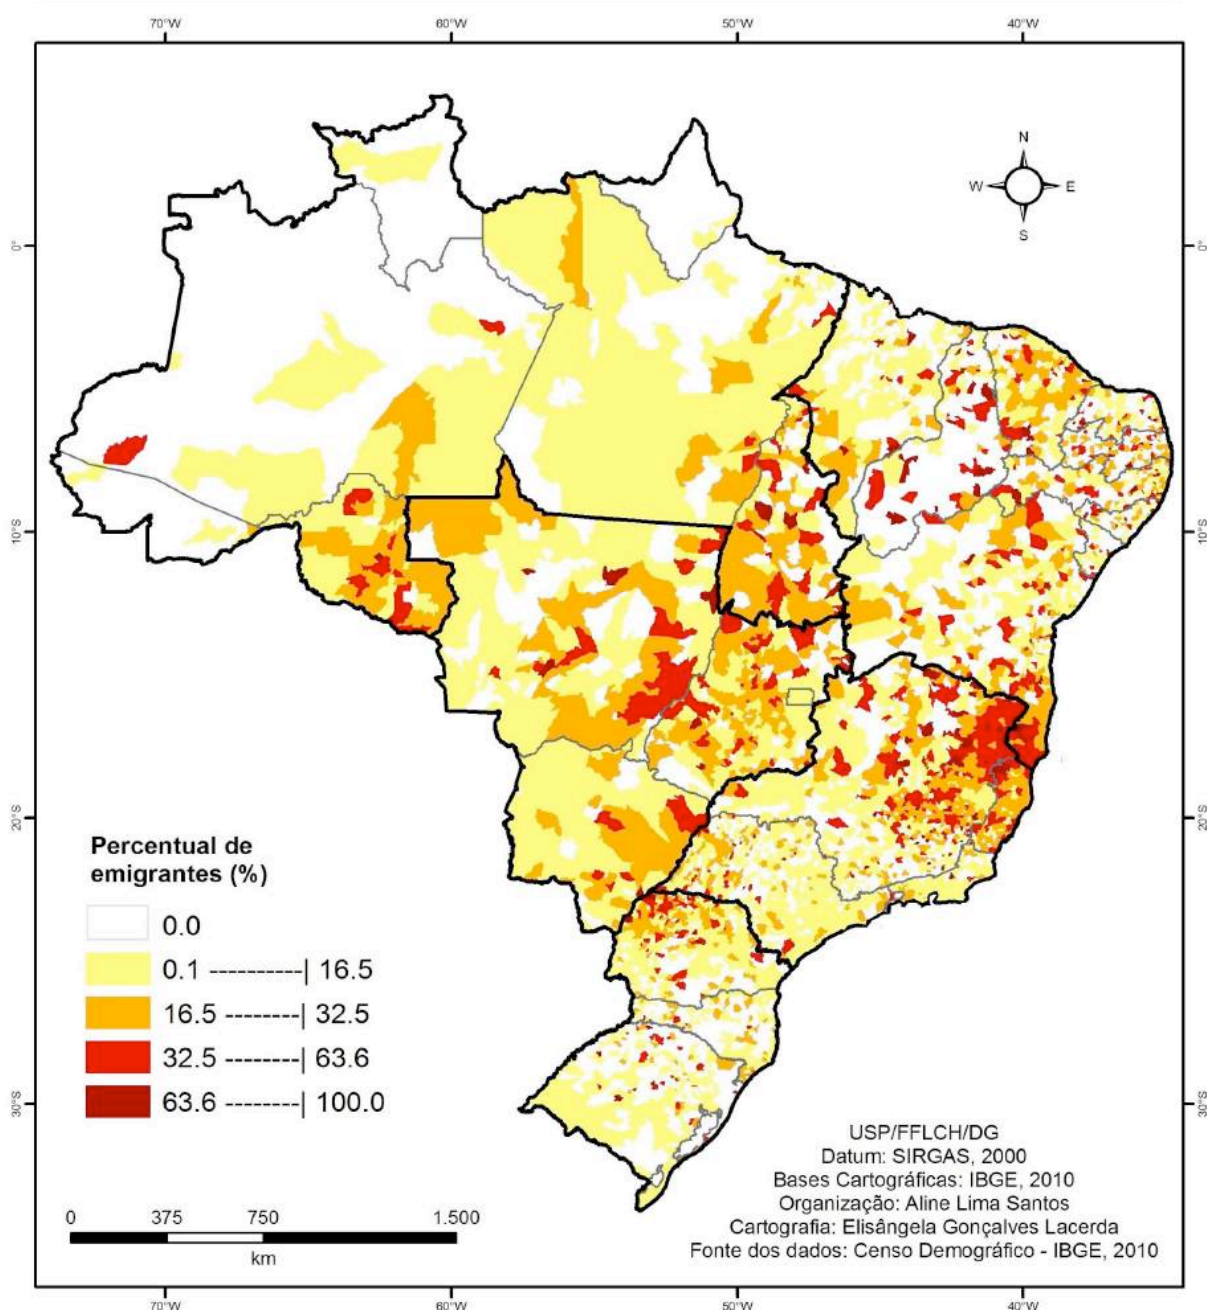 70°W 60°W 50°W 40°W
N
W E
S
0° 0°
10°S 10°S
20°S 20°S
Percentual de
emigrantes (%)
0.0
0.1 -----------| 16.5
16.5 --------| 32.5
32.5 -------| 63.6
63.6 --------| 100.0
30°S 30°S
USP/FFLCH/DG
Datum: SIRGAS, 2000
Bases Cartográficas: IBGE, 2010
Organização: Aline Lima Santos
Cartografia: Elisângela Gonçalves Lacerda
Fonte dos dados: Censo Demográfico - IBGE, 2010
0 375 750 1.500
km
70°W 60°W 50°W 40°W